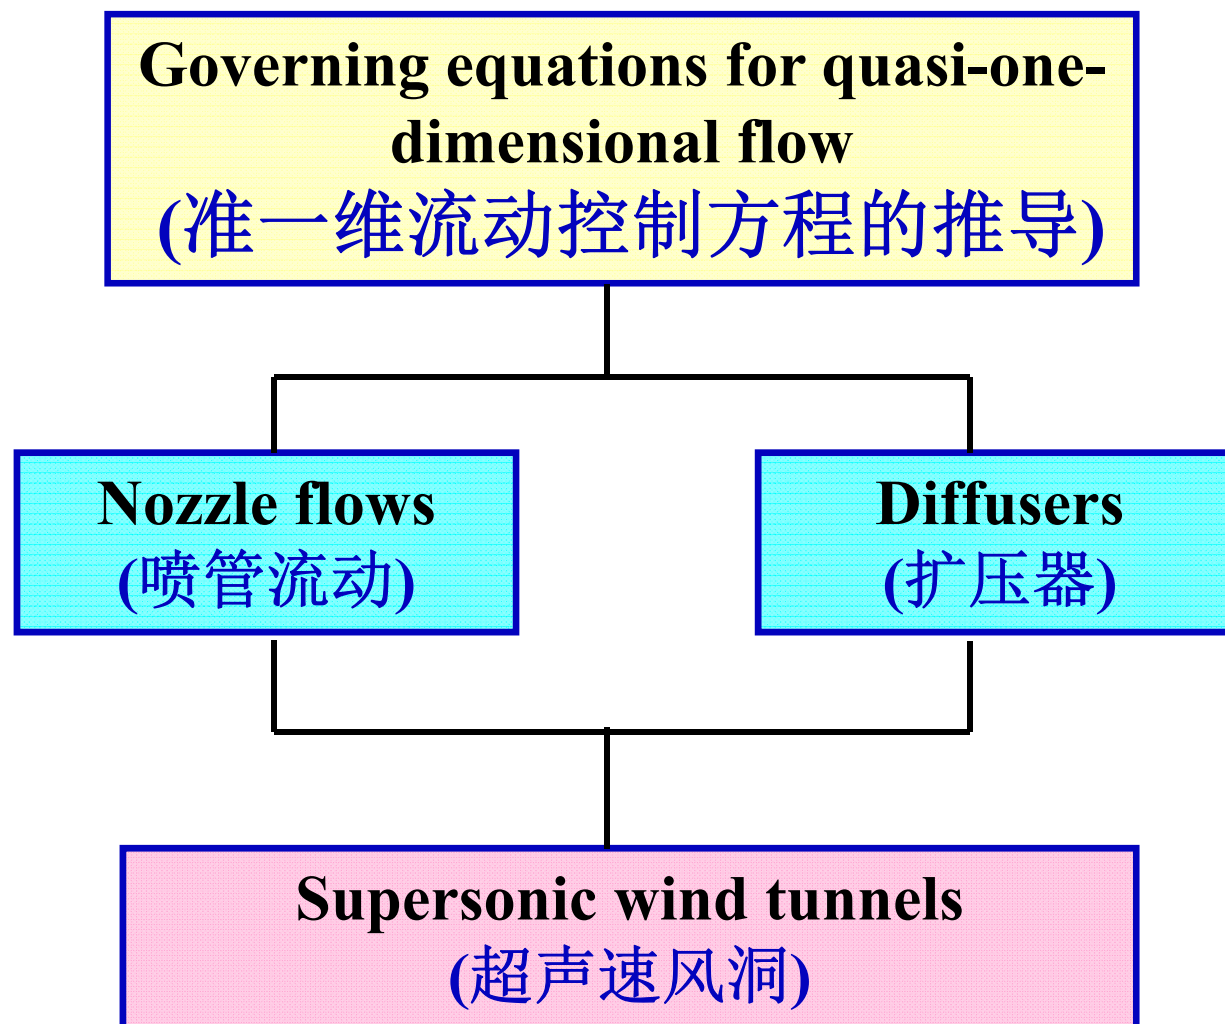 Governing equations for quasi-one-
dimensional flow
(准一维流动控制方程的推导)
Nozzle flows
(喷管流动)
Diffusers
(扩压器)
Supersonic wind tunnels
(超声速风洞)